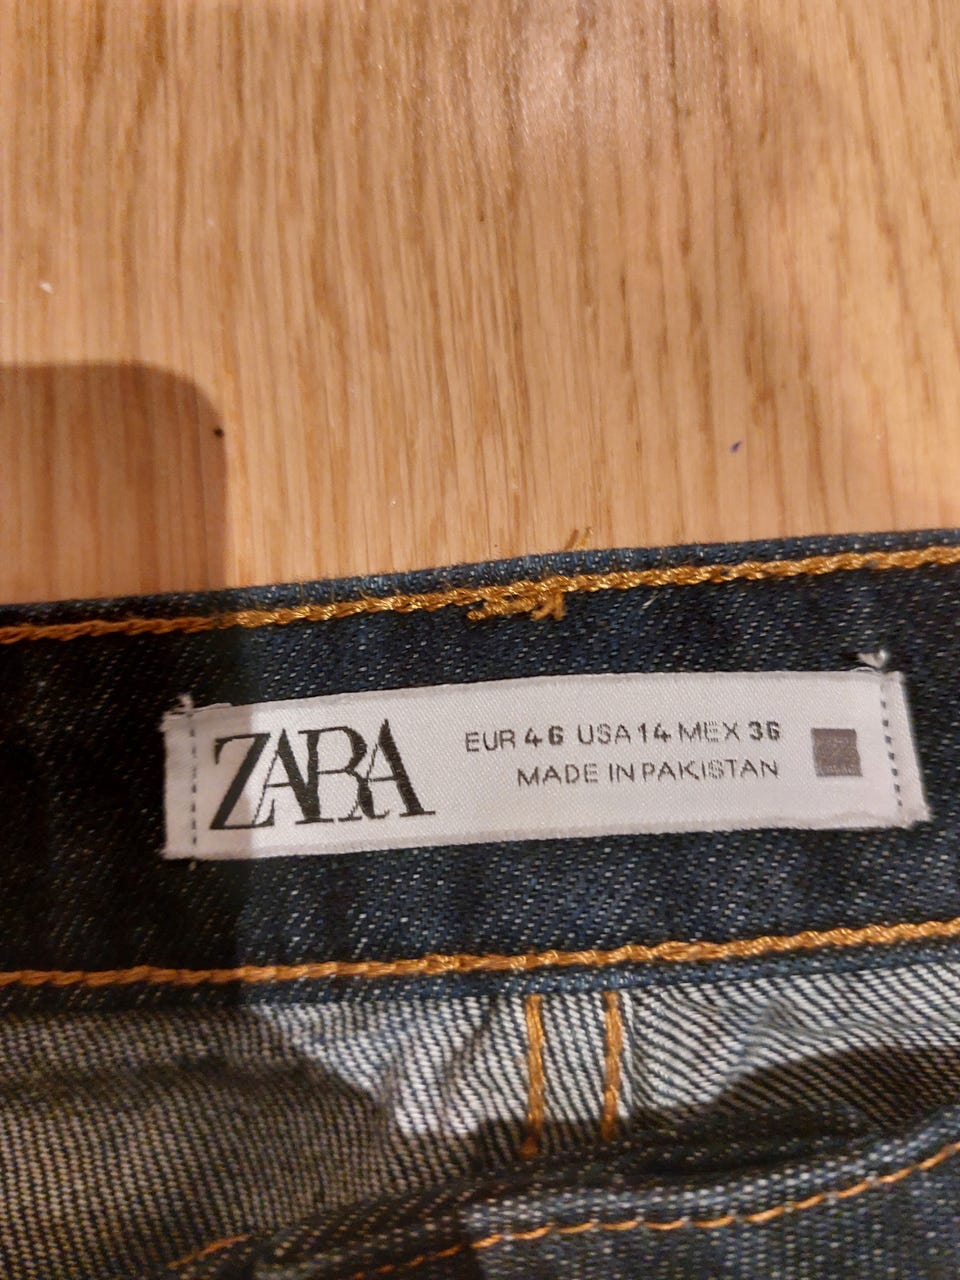 ZARA
EUR 46 USA 14 MEX 36
MADE IN PAKISTAN